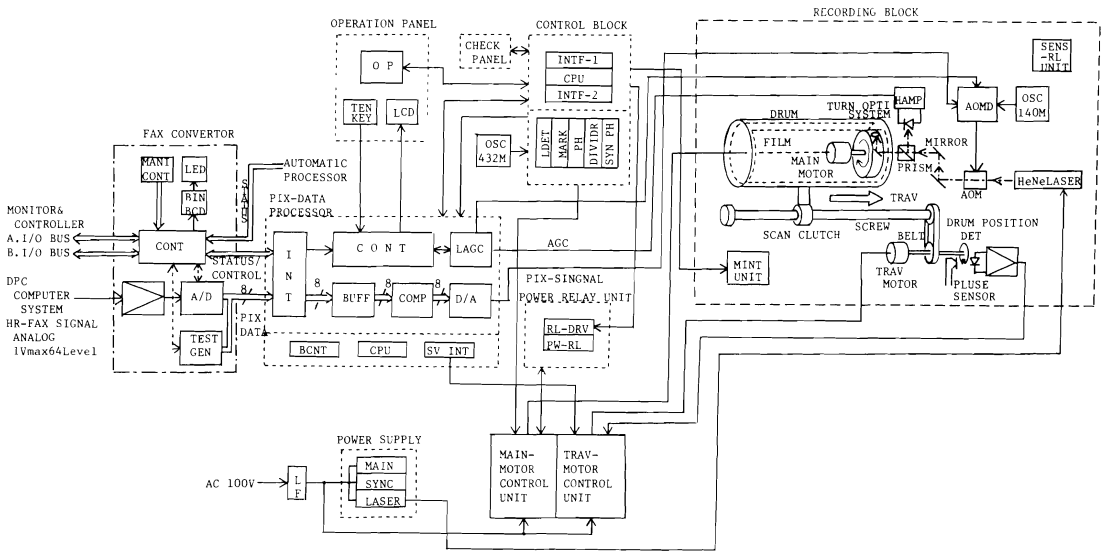 RECORDING BLOCK
OPERATION PANEL
CONTROL BLOCK
CHECK
PANEL
O P
INTF-1
CPU
INTF-2
SENS
-RL
UNIT
TEN
KEY
LCD
HAMP
AOMD
OSC
140M
TURN OPTI
SYSTEM
DRUM
FILM
MAIN
MOTOR
MIRROR
PRISM
AOM
HeNeLASER
FAX CONVERTOR
OSC
432M
LDET
MARK
PH
DIVIDR
SYN PH
MANI
CONT
LED
BIN
BCD
AUTOMATIC
PROCESSOR
STATUS
PIX-DATA
PROCESSOR
TRAV
SCAN CLUTCH
SCREW
BELT
DRUM POSITION
DET
MONITOR&
CONTROLLER
A.I/O BUS
B.I/O BUS
CONT
STATUS/
CONTROL
INT
C O N T
LAGC
AGC
DPC
COMPUTER
SYSTEM
HR-FAX SIGNAL
ANALOG
1Vmax64Level
A/D
8
8
BUFF
8
COMP
8
D/A
PIX
DATA
TEST
GEN
BCNT
CPU
SV INT
PIX-SINGNAL
POWER RELAY UNIT
RL-DRV
PW-RL
MINT
UNIT
TRAV
MOTOR
PLUSE
SENSOR
POWER SUPPLY
MAIN
SYNC
LASER
AC 100V
LF
MAIN-
MOTOR
CONTROL
UNIT
TRAV-
MOTOR
CONTROL
UNIT